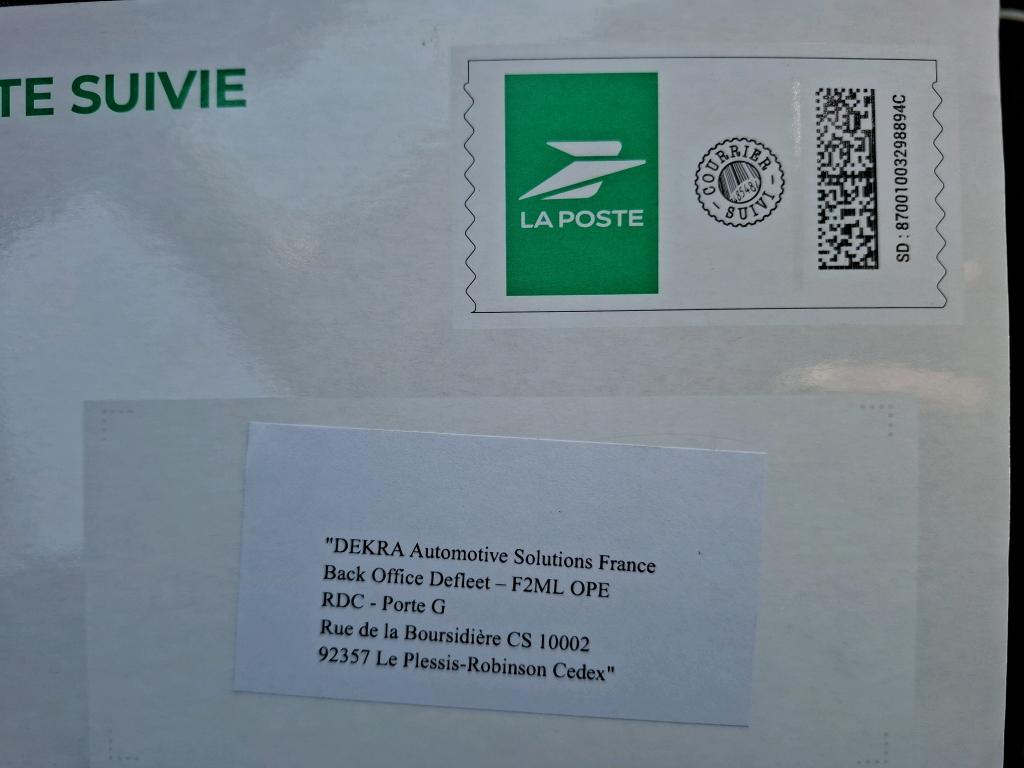 TE SUIVIE
LA POSTE
COURRIER
SUIVI
SD : 87001003298894C
"DEKRA Automotive Solutions France
Back Office Defleet – F2ML OPE
RDC - Porte G
Rue de la Boursidière CS 10002
92357 Le Plessis-Robinson Cedex"